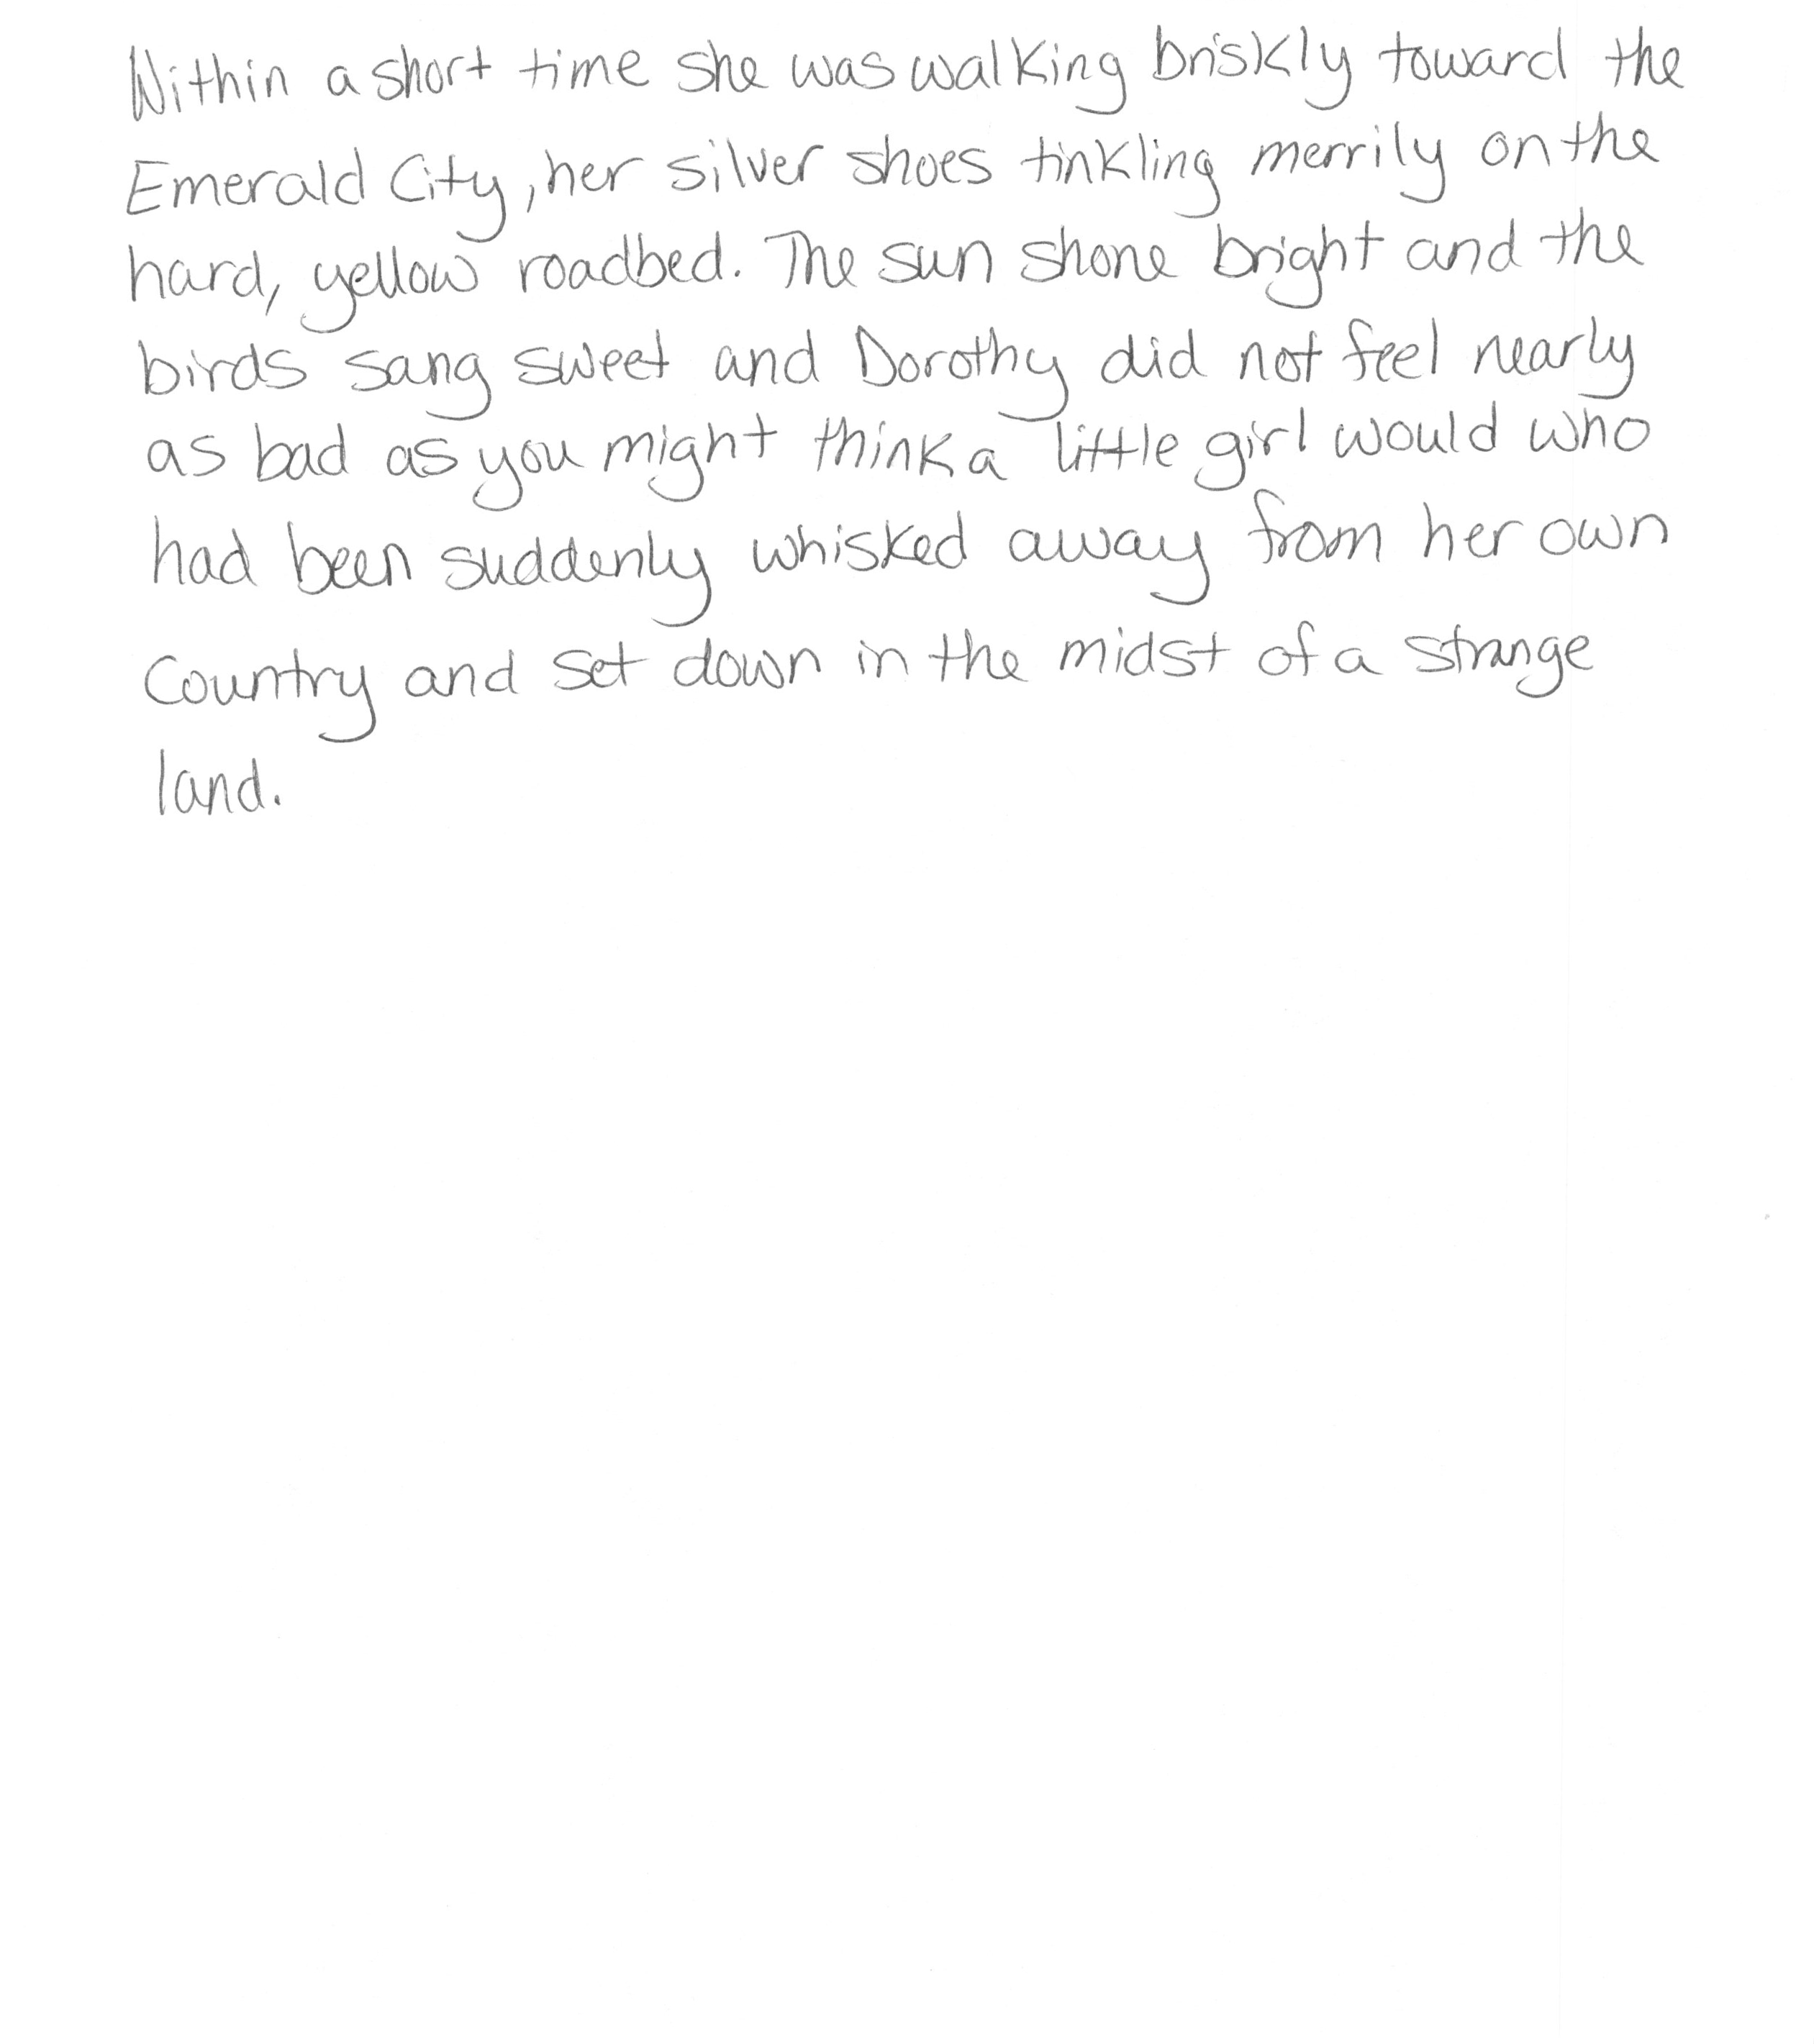 Within a short time she was walking briskly toward the
Emerald City, her silver shoes tinkling merrily on the
hard, yellow roadbed. The sun shone bright and the
birds sang sweet and Dorothy did not feel nearly
as bad as you might think a little girl would who
had been suddenly whisked away from her own
country and set down in the midst of a strange
land.